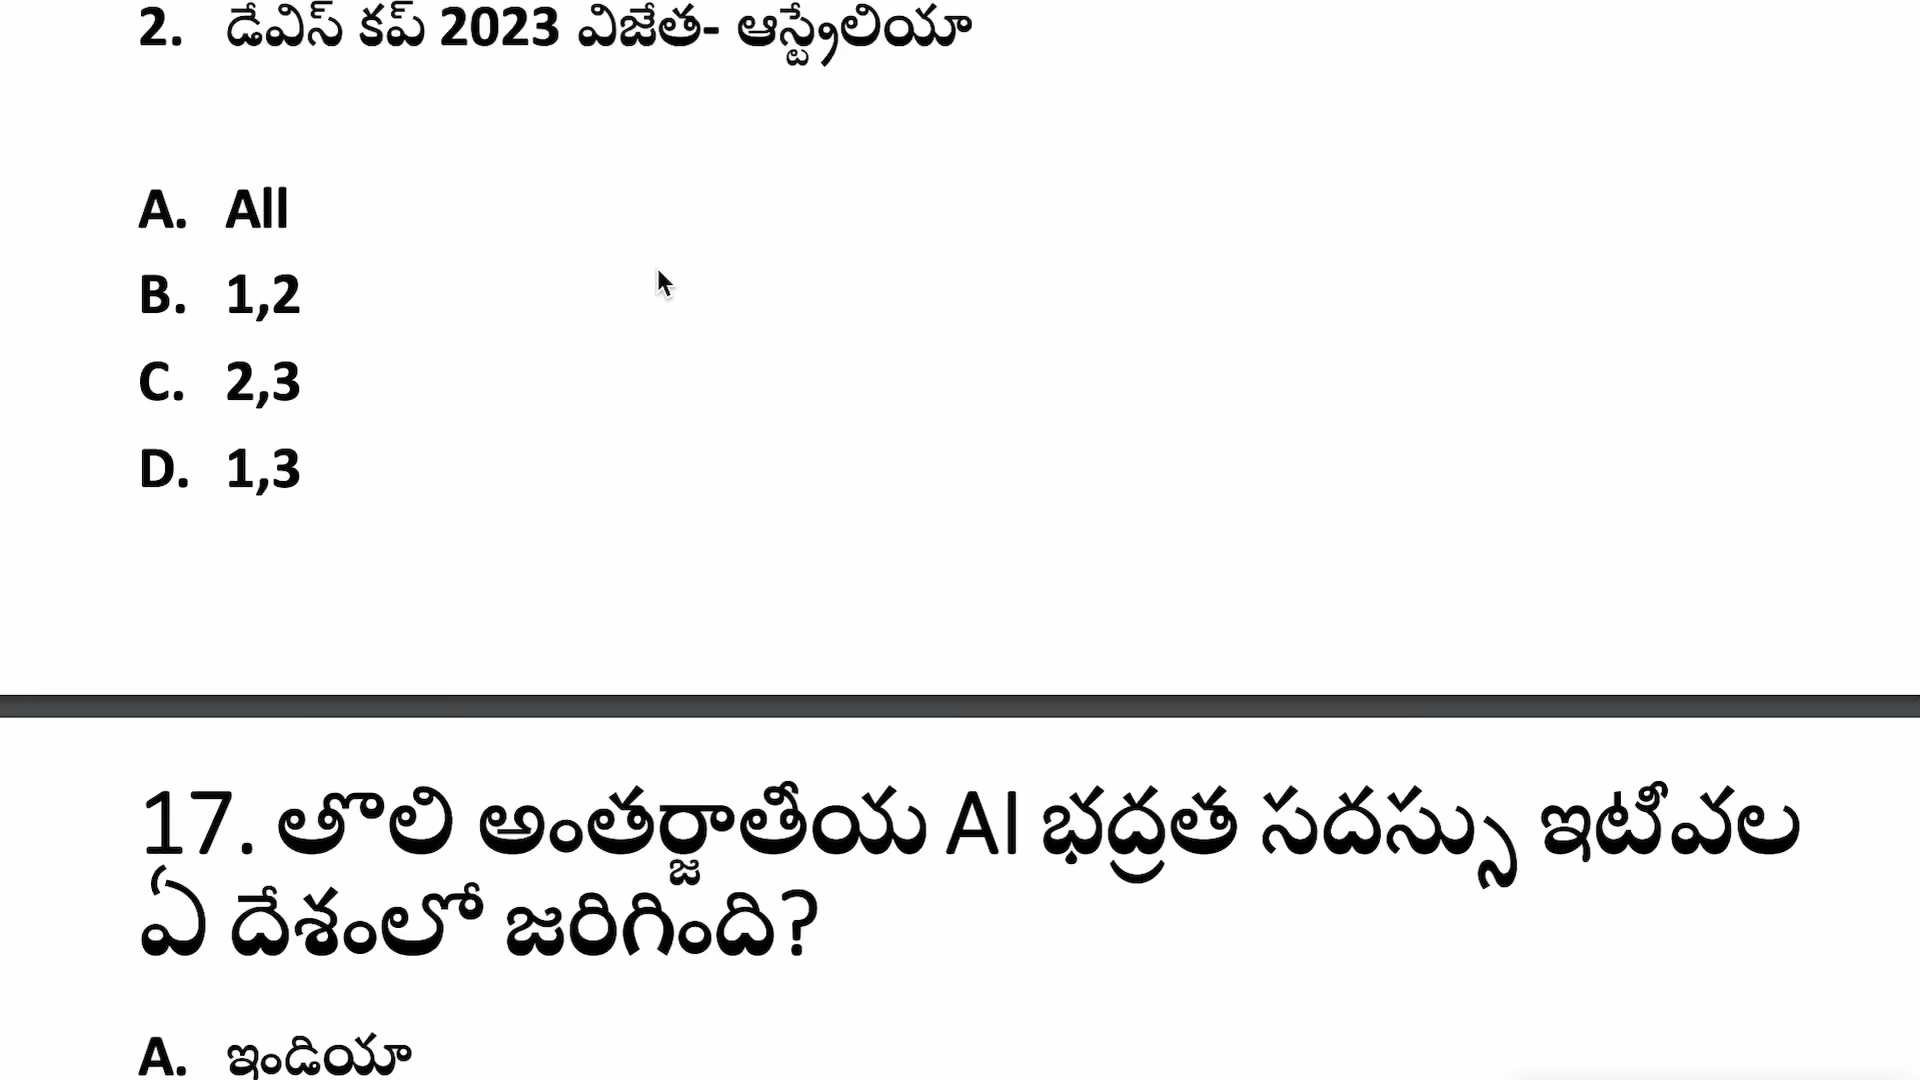 2. డేవిస్ కప్ 2023 విజేత- ఆస్ట్రేలియా
A. All
B. 1,2
C. 2,3
D. 1,3
17. తొలి అంతర్జాతీయ AI భద్రత సదస్సు ఇటీవల
ఏ దేశంలో జరిగింది?
A. ఇండియా